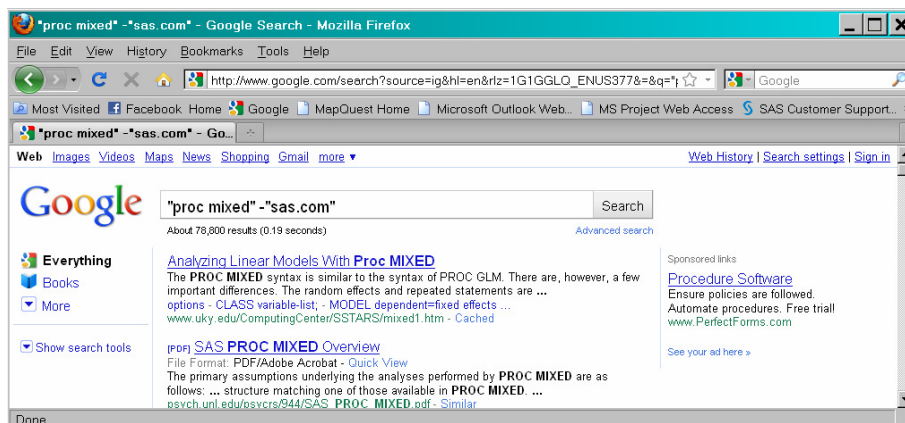 "proc mixed" -"sas.com" - Google Search - Mozilla Firefox
File Edit View History Bookmarks Tools Help
http://www.google.com/search?source=ig&hl=en&rlz=1G1GGLQ_ENUS377&=&q="p Google
Most Visited Facebook Home Google MapQuest Home Microsoft Outlook Web... MS Project Web Access SAS Customer Support...
"proc mixed" -"sas.com" - Go...
Web Images Videos Maps News Shopping Gmail more ▼ Web History | Search settings | Sign in
Google "proc mixed" -"sas.com" Search
About 78,800 results (0.19 seconds) Advanced search
Everything
Books
More
Show search tools
Analyzing Linear Models With Proc MIXED
The PROC MIXED syntax is similar to the syntax of PROC GLM. There are, however, a few
important differences. The random effects and repeated statements are ...
options - CLASS variable-list; - MODEL dependent=fixed effects ...
www.uky.edu/ComputingCenter/SSTARS/mixed1.htm - Cached
[PDF] SAS PROC MIXED Overview
File Format: PDF/Adobe Acrobat - Quick View
The primary assumptions underlying the analyses performed by PROC MIXED are as
follows: ... structure matching one of those available in PROC MIXED. ...
psych.unl.edu/psycrs/944/SAS_PROC_MIXED.pdf - Similar
Sponsored links
Procedure Software
Ensure policies are followed.
Automate procedures. Free trial!
www.PerfectForms.com
See your ad here »
Done